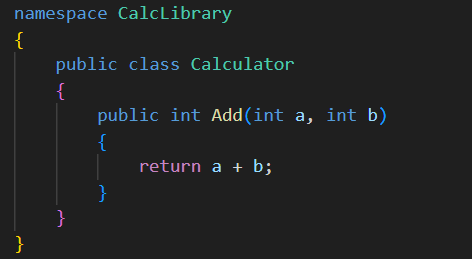 namespace CalcLibrary
{
    public class Calculator
    {
        public int Add(int a, int b)
        {
            return a + b;
        }
    }
}